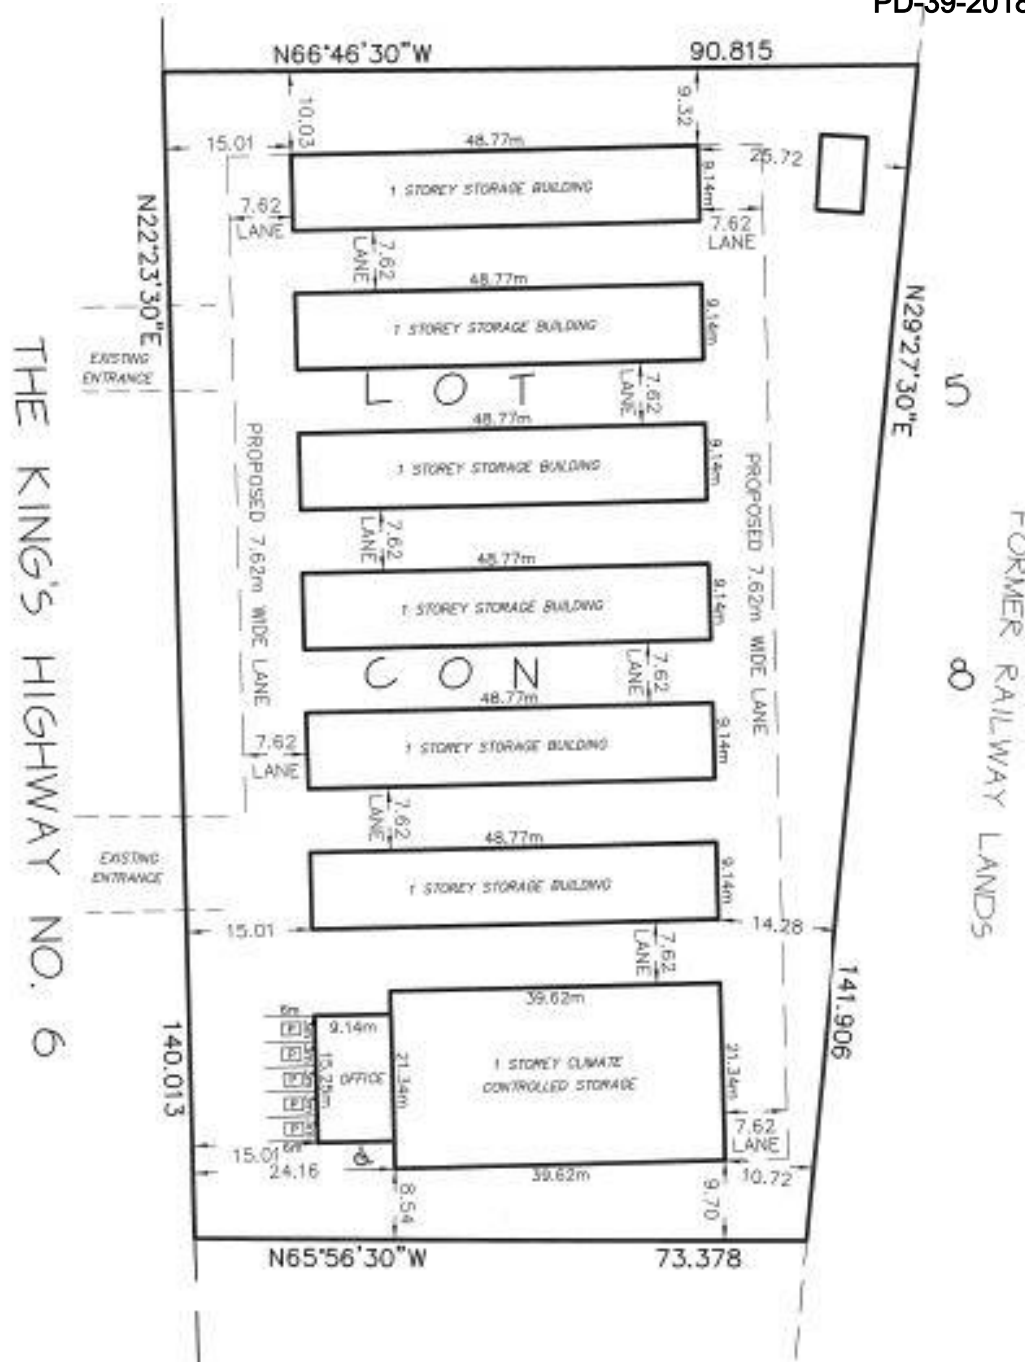 PD-39-2018
N66°46'30"W
90.815
10.03
9.32
15.01
48.77m
25.72
1 STOREY STORAGE BUILDING
9.14m
7.62
LANE
7.62
LANE
7.62
LANE
N22°23'30"E
48.77m
1 STOREY STORAGE BUILDING
9.14m
N29°27'30"E
EXISTING
ENTRANCE
LOT
5
7.62
LANE
48.77m
1 STOREY STORAGE BUILDING
9.14m
THE KING'S HIGHWAY NO. 6
PROPOSED 7.62m WIDE LANE
PROPOSED 7.62m WIDE LANE
FORMER RAILWAY LANDS
7.62
LANE
48.77m
1 STOREY STORAGE BUILDING
9.14m
CON
8
7.62
LANE
48.77m
7.62
LANE
1 STOREY STORAGE BUILDING
9.14m
7.62
LANE
48.77m
EXISTING
ENTRANCE
1 STOREY STORAGE BUILDING
9.14m
15.01
14.28
7.62
LANE
141.906
140.013
39.62m
6m
9.14m
P
P
P
P
P
15.25m
OFFICE
21.34m
1 STOREY CLIMATE
CONTROLLED STORAGE
21.34m
7.62
LANE
6m
15.01
24.16
39.62m
10.72
8.54
9.70
N65°56'30"W
73.378